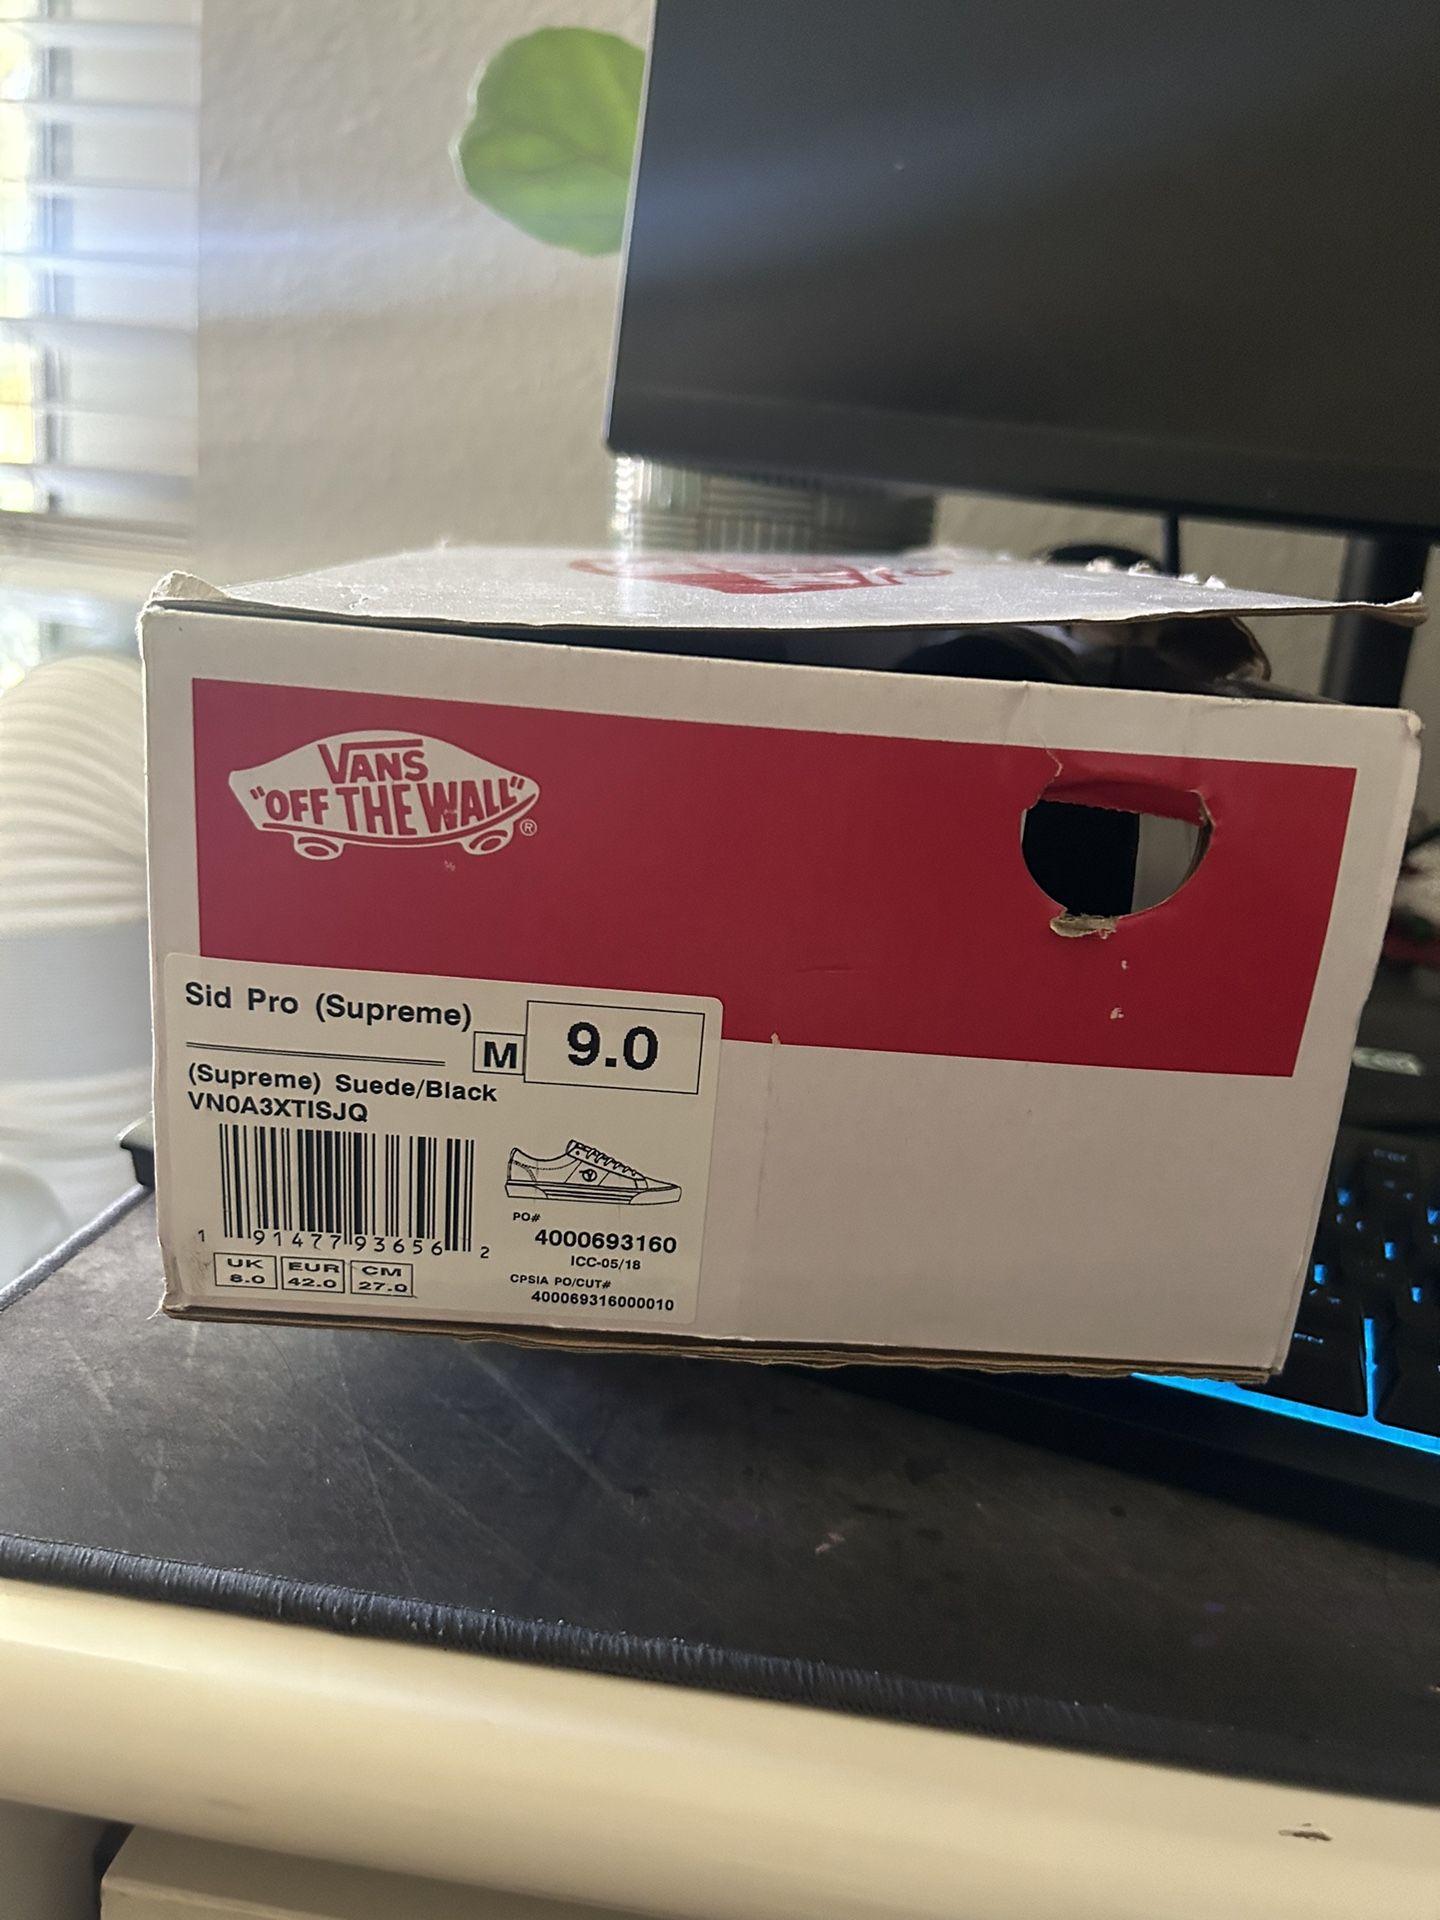 VANS
"OFF THE WALL"®
Sid Pro (Supreme)
M 9.0
(Supreme) Suede/Black
VN0A3XTISJQ
1 91477 93656 2
PO#
4000693160
ICC-05/18
CPSIA PO/CUT#
400069316000010
UK EUR CM
8.0 42.0 27.0